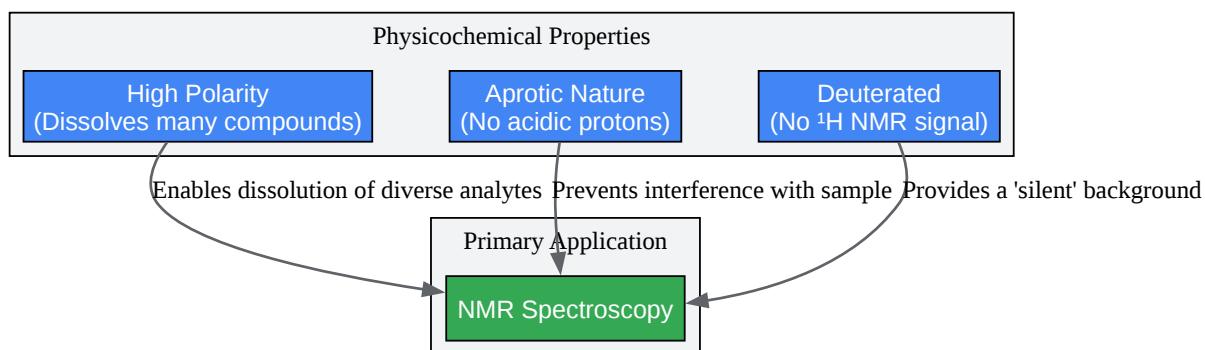 Physicochemical Properties
High Polarity
(Dissolves many compounds)
Aprotic Nature
(No acidic protons)
Deuterated
(No ¹H NMR signal)
Enables dissolution of diverse analytes
Prevents interference with sample
Provides a 'silent' background
Primary Application
NMR Spectroscopy